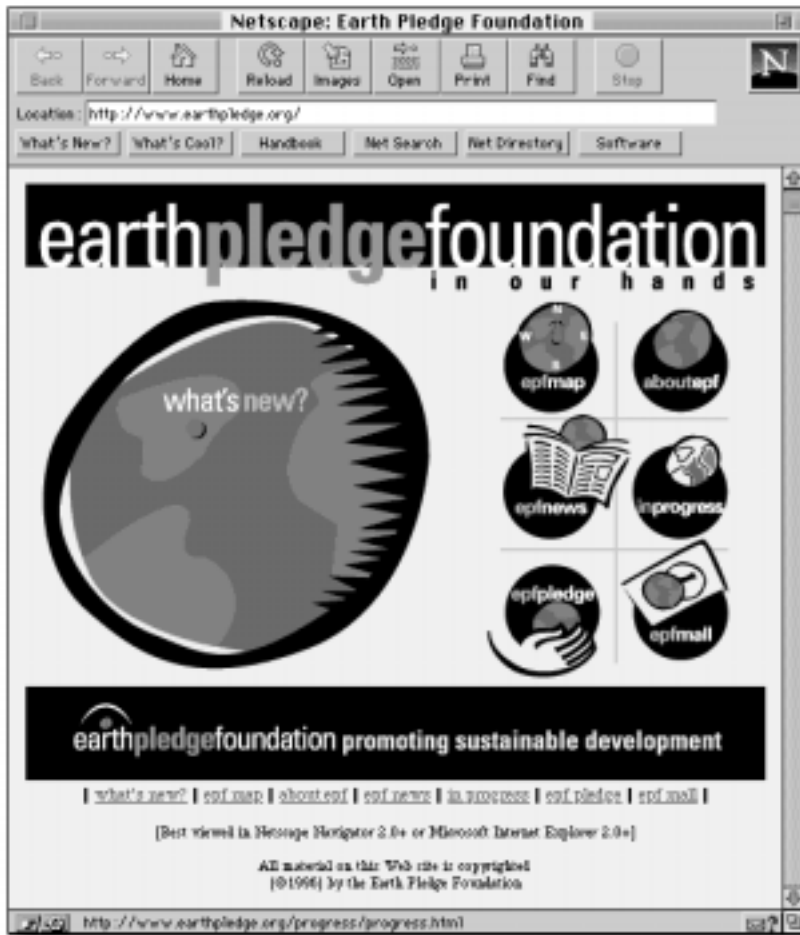 Netscape: Earth Pledge Foundation
Back Forward Home Reload Images Open Print Find Stop
N
Location: http://www.earthpledge.org/
What's New? What's Cool? Handbook Net Search Net Directory Software
earthpledgefoundation
in our hands
what's new?
N
W
S
epfmap
aboutepf
epfnews
inprogress
epfpledge
epfmall
earthpledgefoundation promoting sustainable development
| what's new? | epf map | about epf | epf news | in progress | epf pledge | epf mall |
[Best viewed in Netscape Navigator 2.0+ or Microsoft Internet Explorer 2.0+]
All material on this Web site is copyrighted
(©1996) by the Earth Pledge Foundation
http://www.earthpledge.org/progress/progress.html